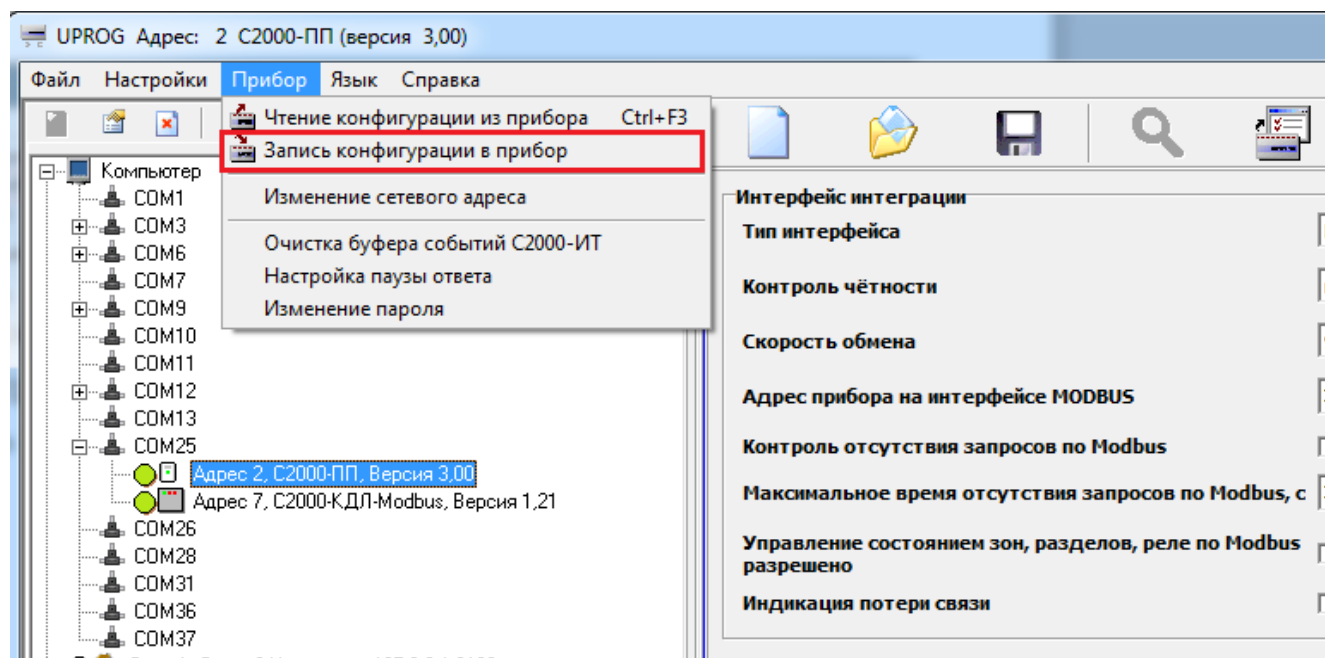 UPROG Адрес: 2 С2000-ПП (версия 3,00)
Файл Настройки Прибор Язык Справка
Чтение конфигурации из прибора Ctrl+F3
Запись конфигурации в прибор
Изменение сетевого адреса
Очистка буфера событий С2000-ИТ
Настройка паузы ответа
Изменение пароля
Компьютер
COM1
COM3
COM6
COM7
COM9
COM10
COM11
COM12
COM13
COM25
Адрес 2, С2000-ПП, Версия 3,00
Адрес 7, С2000-КДЛ-Modbus, Версия 1,21
COM26
COM28
COM31
COM36
COM37
Интерфейс интеграции
Тип интерфейса
Контроль чётности
Скорость обмена
Адрес прибора на интерфейсе MODBUS
Контроль отсутствия запросов по Modbus
Максимальное время отсутствия запросов по Modbus, с
Управление состоянием зон, разделов, реле по Modbus
разрешено
Индикация потери связи